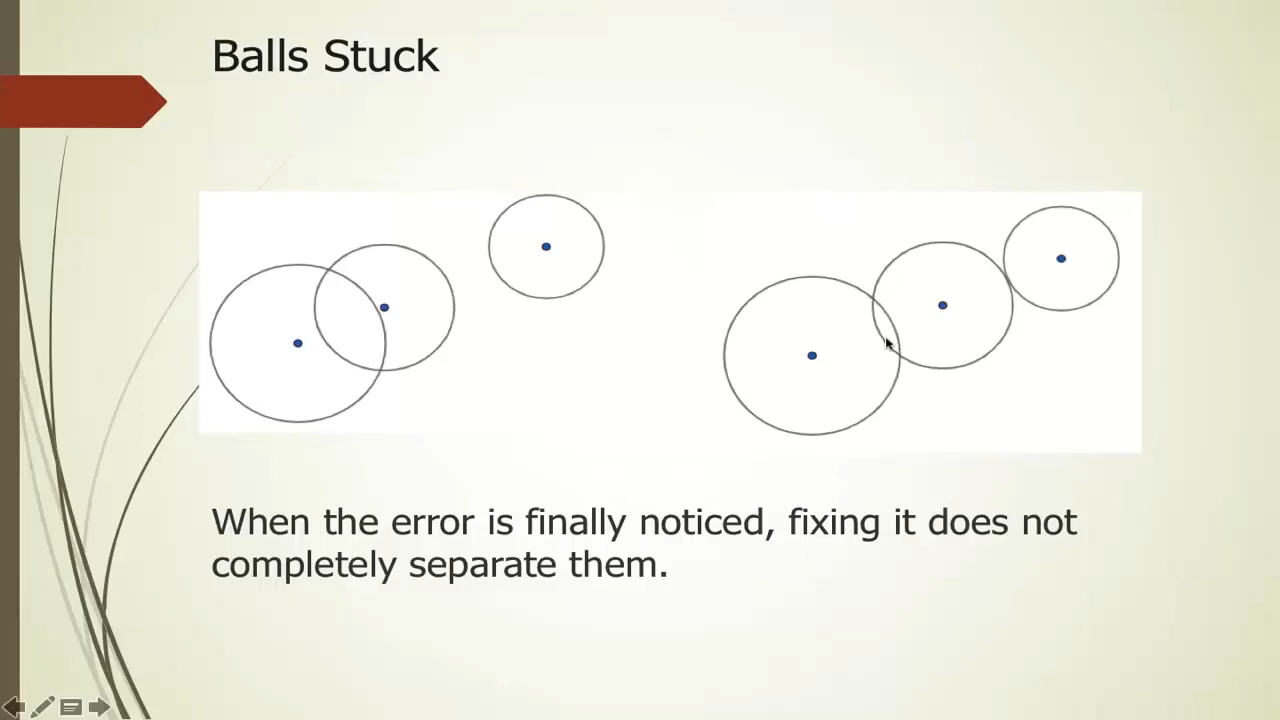 Balls Stuck
When the error is finally noticed, fixing it does not
completely separate them.